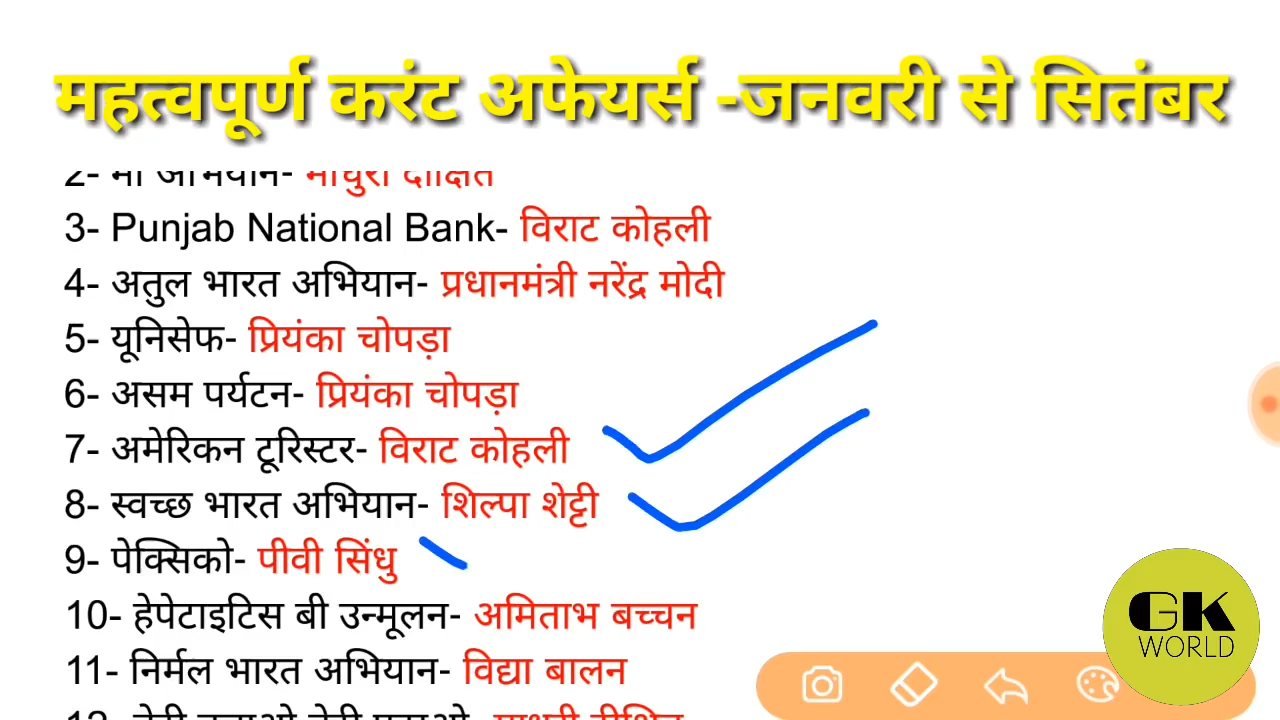 महत्वपूर्ण करंट अफेयर्स -जनवरी से सितंबर
2- मां अभियान- माधुरी दीक्षित
3- Punjab National Bank- विराट कोहली
4- अतुल भारत अभियान- प्रधानमंत्री नरेंद्र मोदी
5- यूनिसेफ- प्रियंका चोपड़ा
6- असम पर्यटन- प्रियंका चोपड़ा
7- अमेरिकन टूरिस्टर- विराट कोहली
8- स्वच्छ भारत अभियान- शिल्पा शेट्टी
9- पेक्सिको- पीवी सिंधु
10- हेपेटाइटिस बी उन्मूलन- अमिताभ बच्चन
11- निर्मल भारत अभियान- विद्या बालन
GK
WORLD